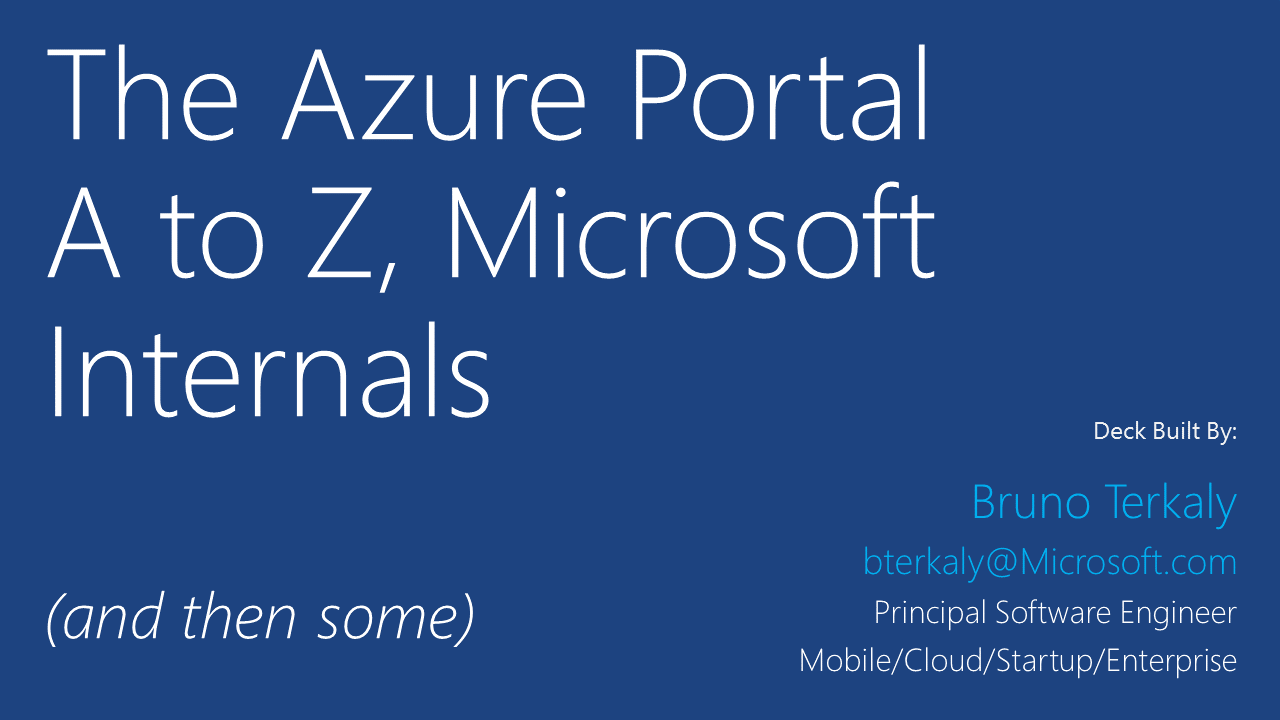 The Azure Portal
A to Z, Microsoft
Internals
Deck Built By:
Bruno Terkaly
bterkaly@Microsoft.com
(and then some)
Principal Software Engineer
Mobile/Cloud/Startup/Enterprise